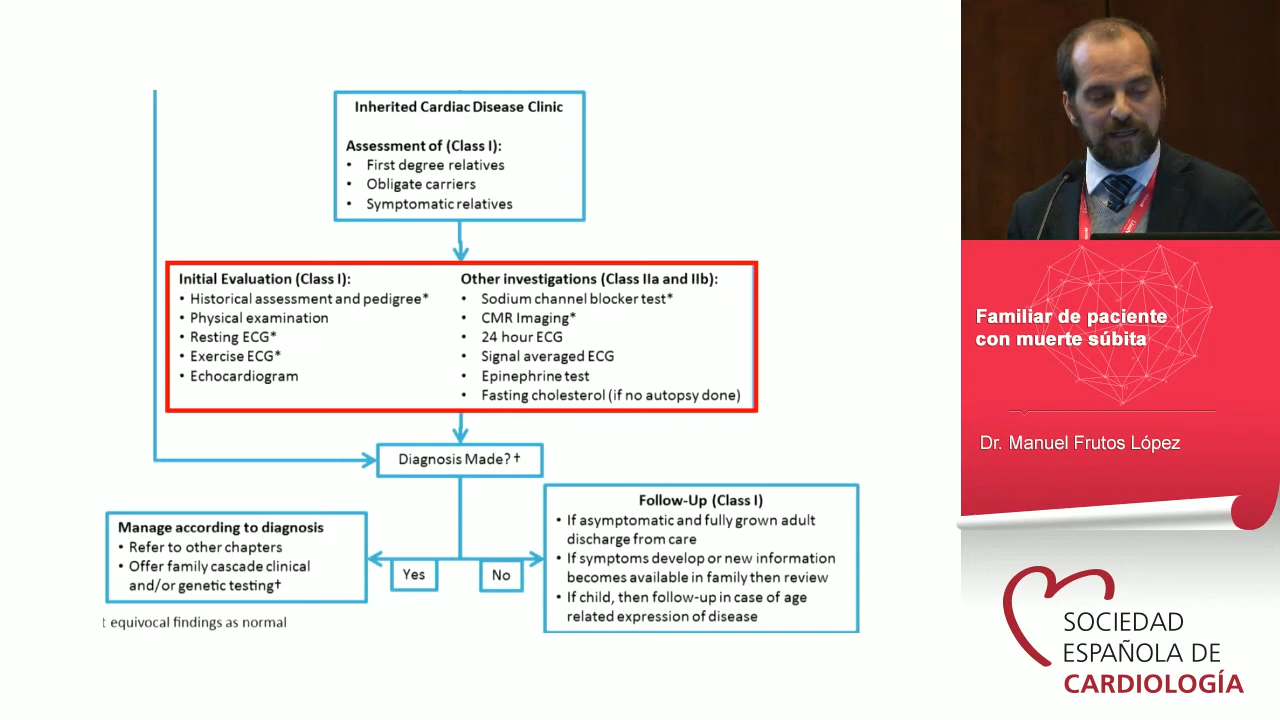 Inherited Cardiac Disease Clinic
Assessment of (Class I):
• First degree relatives
• Obligate carriers
• Symptomatic relatives
Initial Evaluation (Class I):
• Historical assessment and pedigree*
• Physical examination
• Resting ECG*
• Exercise ECG*
• Echocardiogram
Other investigations (Class IIa and IIb):
• Sodium channel blocker test*
• CMR Imaging*
• 24 hour ECG
• Signal averaged ECG
• Epinephrine test
• Fasting cholesterol (if no autopsy done)
Diagnosis Made?†
Manage according to diagnosis
• Refer to other chapters
• Offer family cascade clinical
and/or genetic testing†
Yes
No
Follow-Up (Class I)
• If asymptomatic and fully grown adult
discharge from care
• If symptoms develop or new information
becomes available in family then review
• If child, then follow-up in case of age
related expression of disease
equivocal findings as normal
Familiar de paciente
con muerte súbita
Dr. Manuel Frutos López
SOCIEDAD
ESPAÑOLA DE
CARDIOLOGÍA